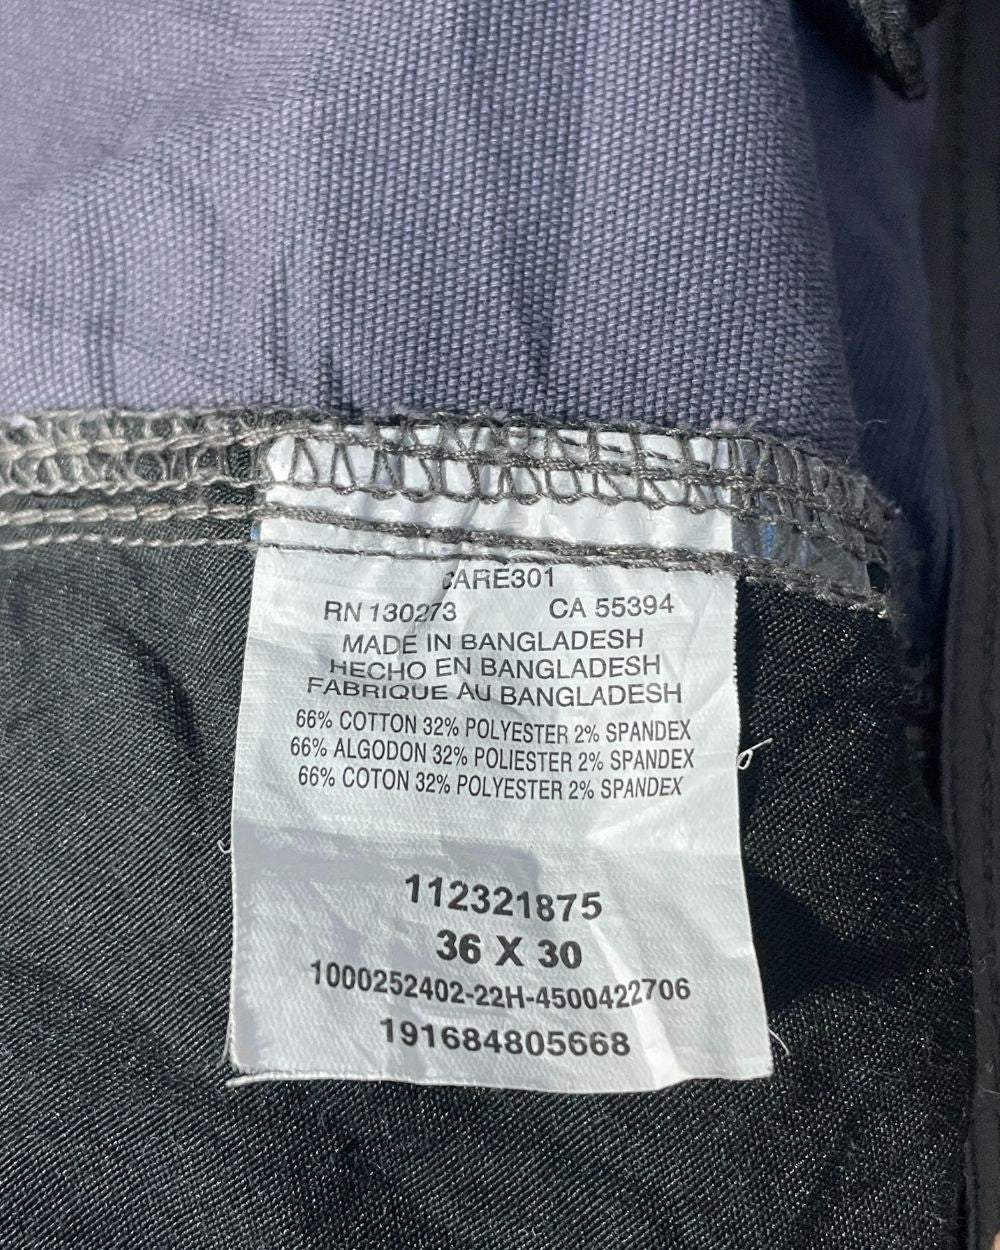 CARE301
RN 130273 CA 55394
MADE IN BANGLADESH
HECHO EN BANGLADESH
FABRIQUE AU BANGLADESH
66% COTTON 32% POLYESTER 2% SPANDEX
66% ALGODON 32% POLIESTER 2% SPANDEX
66% COTON 32% POLYESTER 2% SPANDEX
112321875
36 X 30
1000252402-22H-4500422706
191684805668